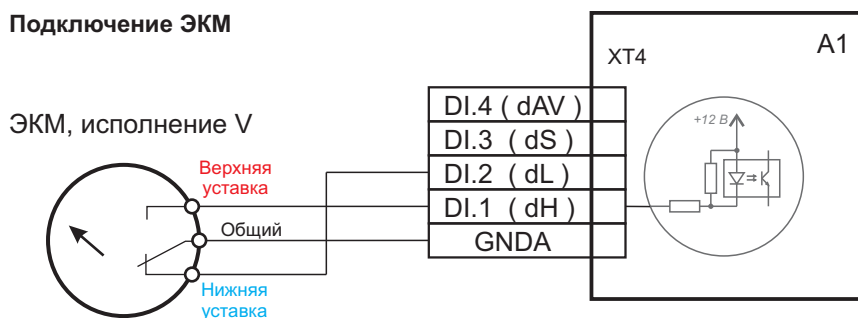 Подключение ЭКМ
A1
XT4
ЭКМ, исполнение V
DI.4 ( dAV )
+12 В
DI.3 ( dS )
Верхняя
уставка
DI.2 ( dL )
DI.1 ( dH )
Общий
GNDA
Нижняя
уставка